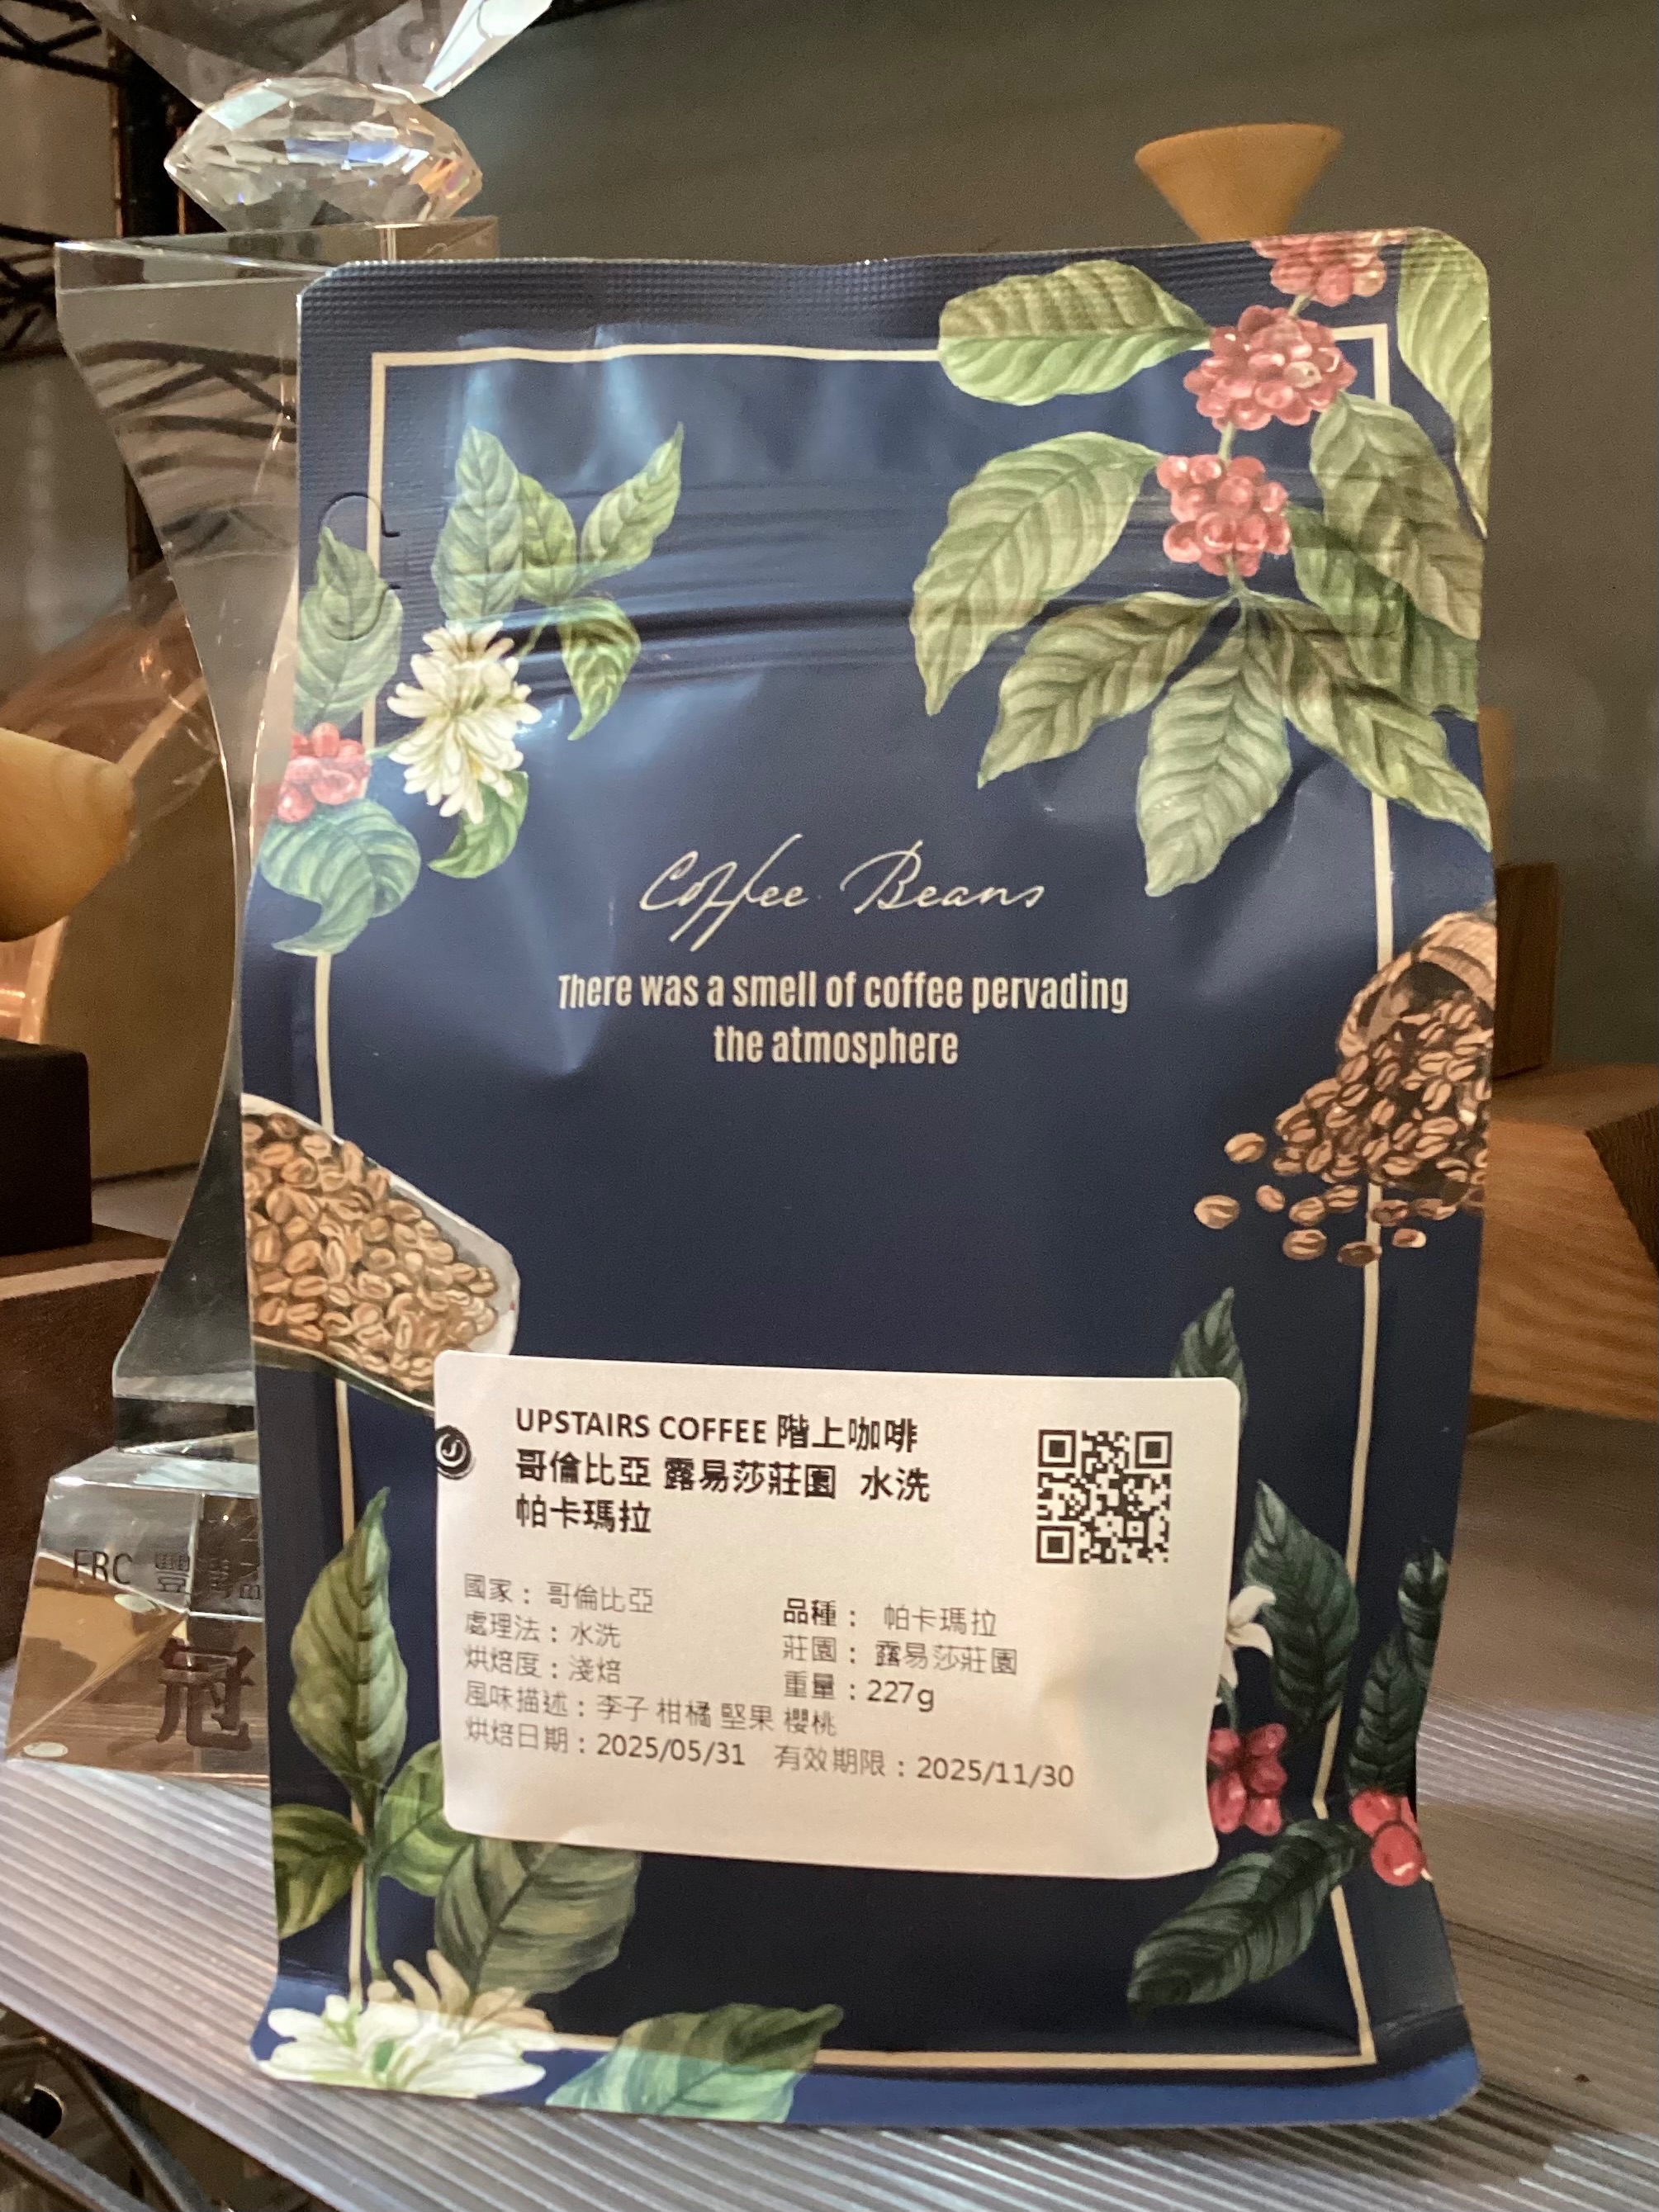 Coffee Beans
There was a smell of coffee pervading
the atmosphere
UPSTAIRS COFFEE 階上咖啡
哥倫比亞 露易莎莊園 水洗
帕卡瑪拉
國家：哥倫比亞
品種： 帕卡瑪拉
處理法：水洗
莊園： 露易莎莊園
烘焙度：淺焙
重量：227g
風味描述：李子 柑橘 堅果 櫻桃
烘焙日期：2025/05/31 有效期限：2025/11/30
FRC
冠